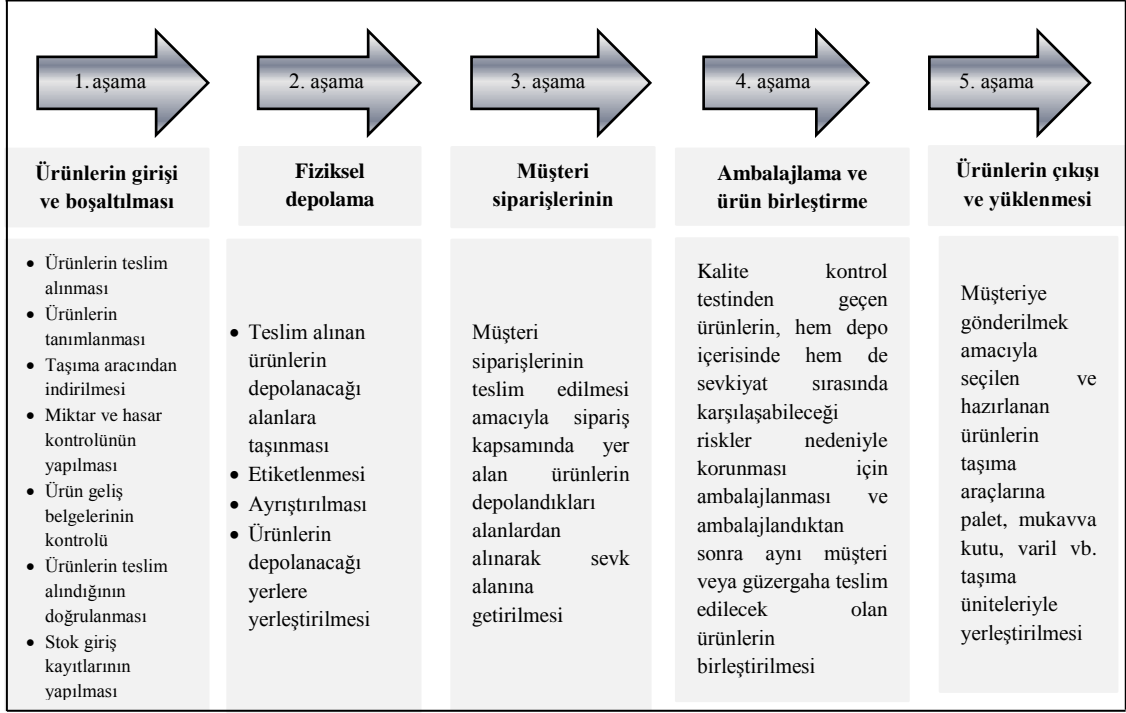 1. aşama
2. aşama
3. aşama
4. aşama
5. aşama
Ürünlerin girişi
ve boşaltılması
Fiziksel
depolama
Müşteri
siparişlerinin
Ambalajlama ve
ürün birleştirme
Ürünlerin çıkışı
ve yüklenmesi
• Ürünlerin teslim
alınması
• Ürünlerin
tanımlanması
• Taşıma aracından
indirilmesi
• Miktar ve hasar
kontrolünün
yapılması
• Ürün geliş
belgelerinin
kontrolü
• Ürünlerin teslim
alındığının
doğrulanması
• Stok giriş
kayıtlarının
yapılması
• Teslim alınan
ürünlerin
depolanacağı
alanlara
taşınması
• Etiketlenmesi
• Ayrıştırılması
• Ürünlerin
depolanacağı
yerlere
yerleştirilmesi
Müşteri
siparişlerinin
teslim edilmesi
amacıyla sipariş
kapsamında yer
alan ürünlerin
depolandıkları
alanlardan
alınarak sevk
alanına
getirilmesi
Kalite kontrol
testinden geçen
ürünlerin, hem depo
içerisinde hem de
sevkiyat sırasında
karşılaşabileceği
riskler nedeniyle
korunması için
ambalajlanması ve
ambalajlandıktan
sonra aynı müşteri
veya güzergaha teslim
edilecek olan
ürünlerin
birleştirilmesi
Müşteriye
gönderilmek
amacıyla
seçilen ve
hazırlanan
ürünlerin
taşıma
araçlarına
palet, mukavva
kutu, varil vb.
taşıma
üniteleriyle
yerleştirilmesi